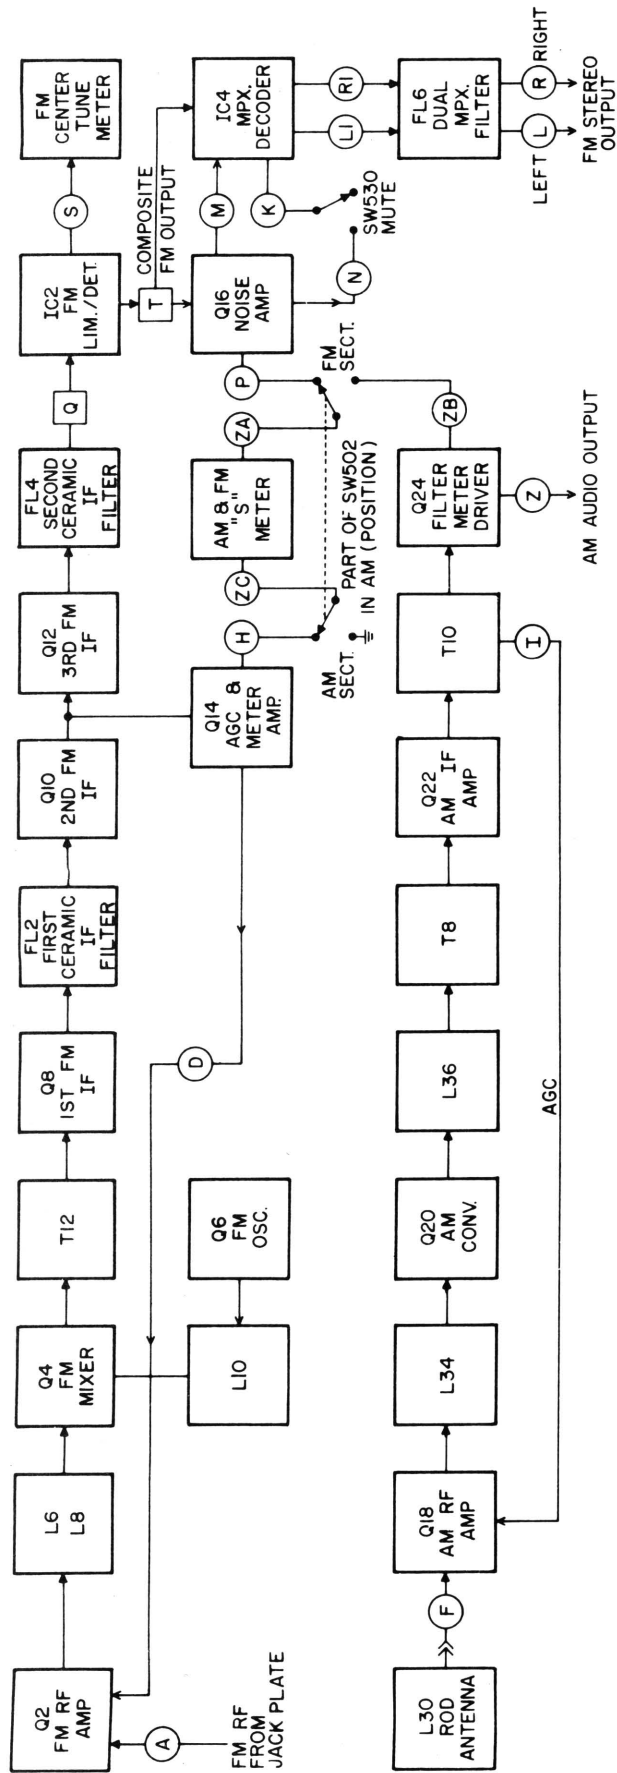 Q2
FM RF
AMP
L6
L8
Q4
FM
MIXER
T12
Q8
1ST FM
IF
FL2
FIRST
CERAMIC
IF
FILTER
Q10
2ND FM
IF
Q12
3RD FM
IF
FL4
SECOND
CERAMIC
IF
FILTER
Q
IC2
FM
LIM./DET.
S
FM
CENTER
TUNE
METER
A
FM RF
FROM
JACK PLATE
L10
Q6
FM
OSC.
D
Q14
AGC &
METER
AMP.
H
ZC
AM & FM
"S"
METER
ZA
P
AM
SECT.
PART OF SW502
IN AM (POSITION)
FM
SECT.
T
COMPOSITE
FM OUTPUT
Q16
NOISE
AMP
M
K
N
SW530
MUTE
IC4
MPX.
DECODER
LI
RI
FL6
DUAL
MPX.
FILTER
LEFT
L
R
RIGHT
FM STEREO
OUTPUT
L30
ROD
ANTENNA
F
Q18
AM RF
AMP
L34
Q20
AM
CONV.
L36
T8
Q22
AM IF
AMP
T10
I
AGC
Q24
FILTER
METER
DRIVER
ZB
Z
AM AUDIO OUTPUT